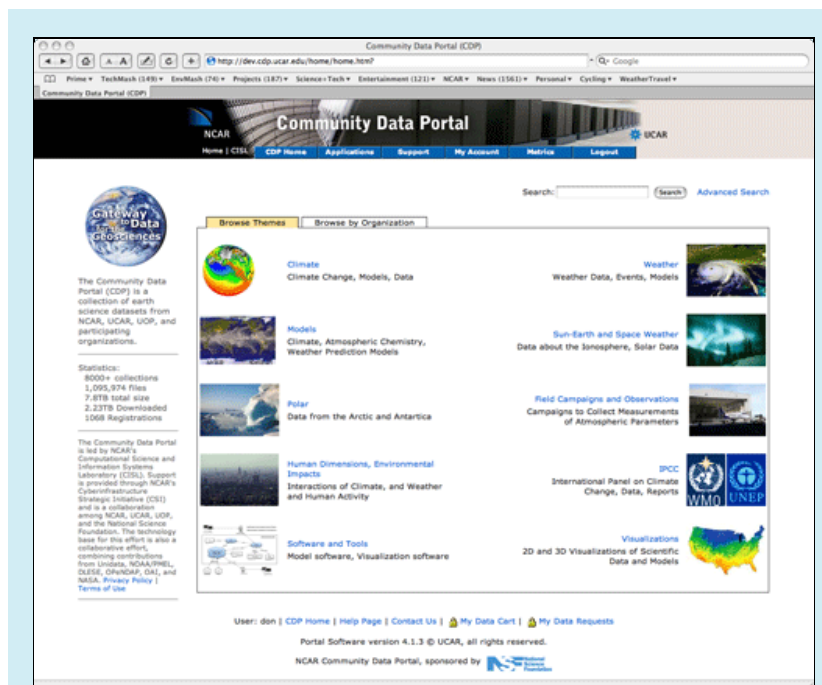 Community Data Portal (CDP)
http://dev.cdp.ucar.edu/home/home.htm?
Google
Prime TechMash (149) EnvMash (74) Projects (187) Science+Tech Entertainment (121) NCAR News (1561) Personal Cycling WeatherTravel
Community Data Portal (CDP)
NCAR
Community Data Portal
UCAR
Home | CISL CDP Home Applications Support My Account Metrics Logout
Search: Search Advanced Search
Gateway to Data for the Geosciences
Browse Themes Browse by Organization
The Community Data
Portal (CDP) is a
collection of earth
science datasets from
NCAR, UCAR, UOP, and
participating
organizations.
Statistics:
8000+ collections
1,095,974 files
7.8TB total size
2.23TB Downloaded
1068 Registrations
The Community Data Portal
is led by NCAR's
Computational Science and
Information Systems
Laboratory (CISL). Support
is provided through NCAR's
Cyberinfrastructure
Strategic Initiative (CSI)
and is a collaboration
among NCAR, UCAR, UOP,
and the National Science
Foundation. The technology
base for this effort is also a
collaborative effort,
combining contributions
from Unidata, NOAA/PMEL,
DLESE, OPeNDAP, OAI, and
NASA. Privacy Policy |
Terms of Use
Climate
Climate Change, Models, Data
Weather
Weather Data, Events, Models
Models
Climate, Atmospheric Chemistry,
Weather Prediction Models
Sun-Earth and Space Weather
Data about the Ionosphere, Solar Data
Polar
Data from the Arctic and Antartica
Field Campaigns and Observations
Campaigns to Collect Measurements
of Atmospheric Parameters
Human Dimensions, Environmental
Impacts
Interactions of Climate, and Weather
and Human Activity
IPCC
International Panel on Climate
Change, Data, Reports
WMO UNEP
Software and Tools
Model software, Visualization software
Visualizations
2D and 3D Visualizations of Scientific
Data and Models
User: don | CDP Home | Help Page | Contact Us | My Data Cart | My Data Requests
Portal Software version 4.1.3 © UCAR, all rights reserved.
NCAR Community Data Portal, sponsored by NSF National Science Foundation